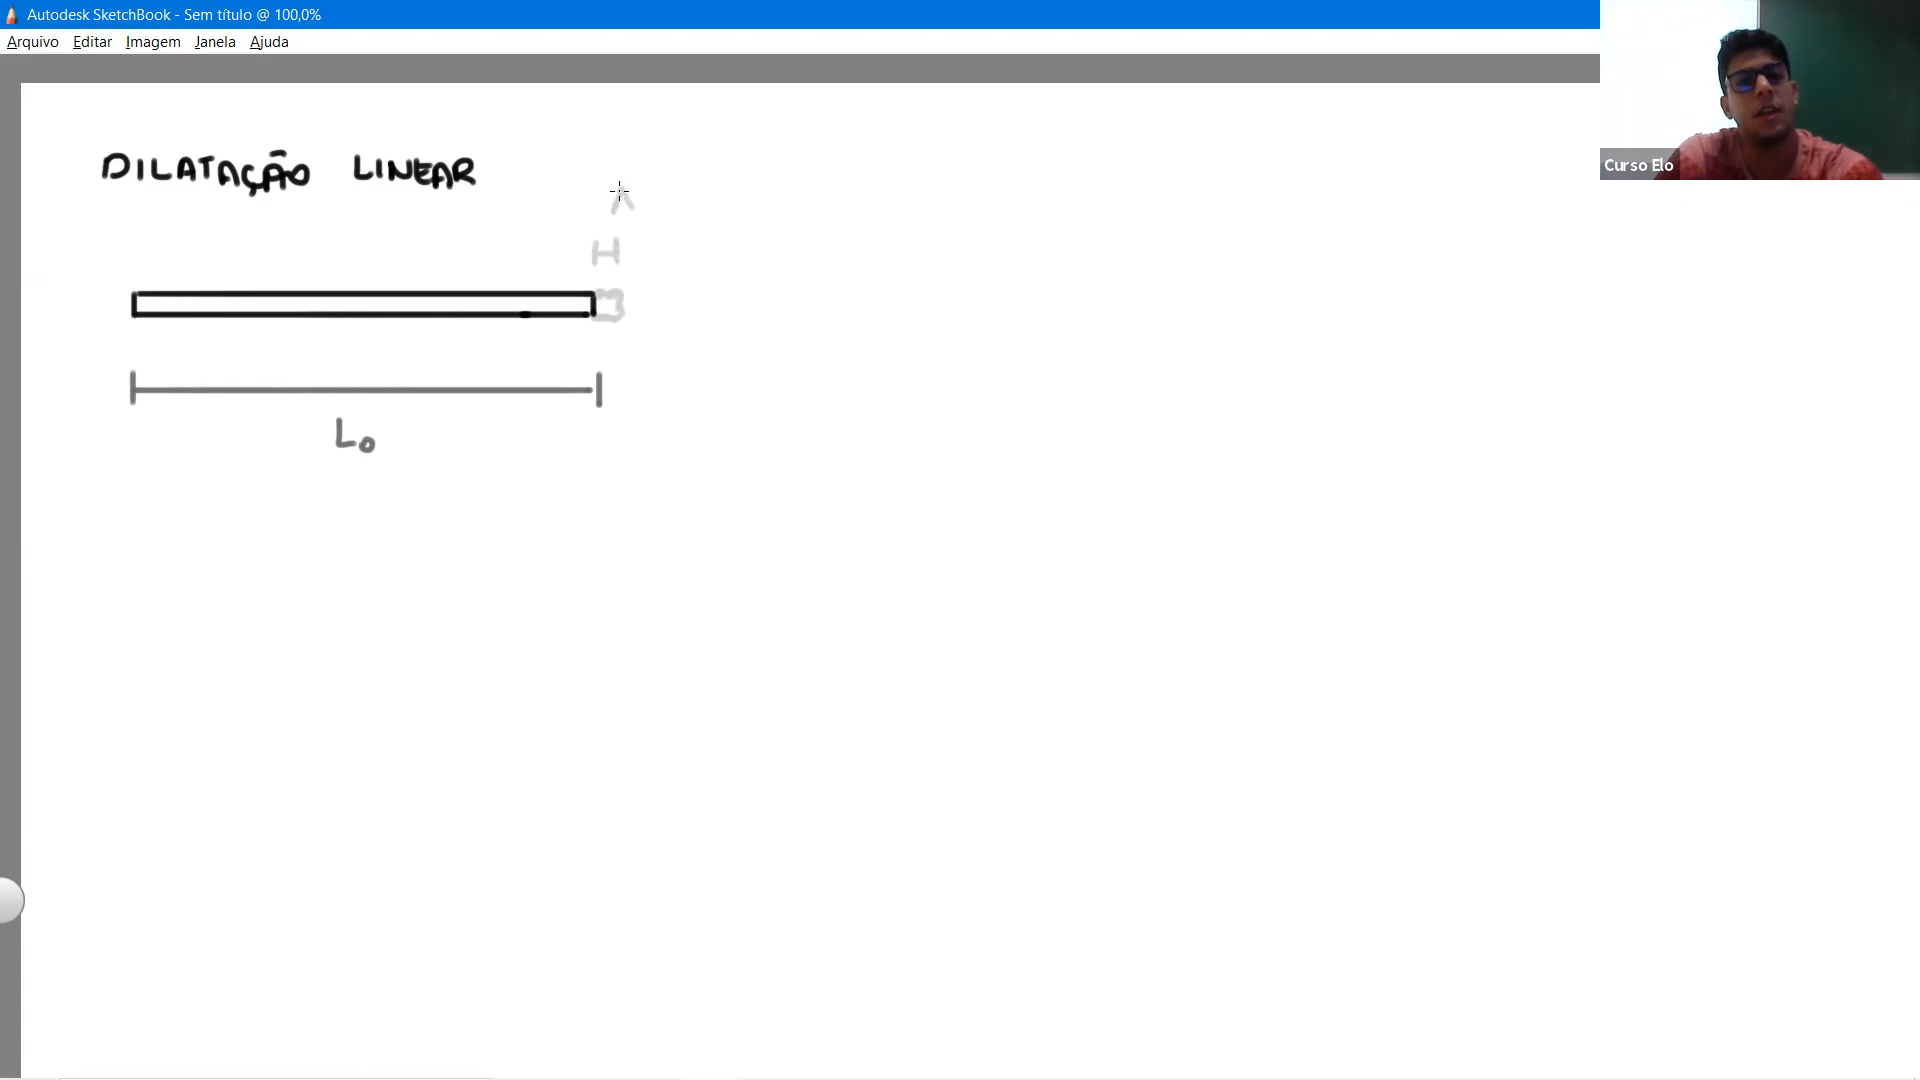 Autodesk SketchBook - Sem título @ 100,0%
Arquivo Editar Imagem Janela Ajuda
Curso Elo
DILATAÇÃO LINEAR
L₀